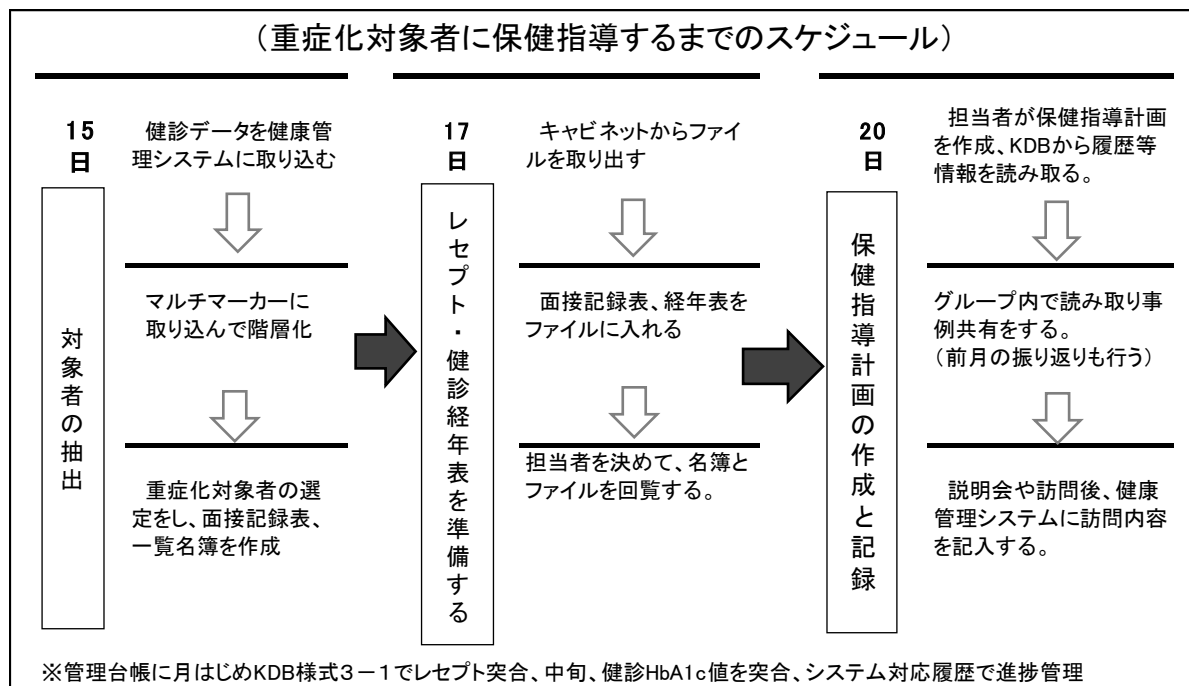 （重症化対象者に保健指導するまでのスケジュール）
15
日
対象者の抽出
健診データを健康管
理システムに取り込む
マルチマーカーに
取り込んで階層化
重症化対象者の選
定をし、面接記録表、
一覧名簿を作成
17
日
レセプト・健診経年表を準備する
キャビネットからファイ
ルを取り出す
面接記録表、経年表を
ファイルに入れる
担当者を決めて、名簿と
ファイルを回覧する。
20
日
保健指導計画の作成と記録
担当者が保健指導計画
を作成、KDBから履歴等
情報を読み取る。
グループ内で読み取り事
例共有をする。
（前月の振り返りも行う）
説明会や訪問後、健康
管理システムに訪問内容
を記入する。
※管理台帳に月はじめKDB様式３－１でレセプト突合、中旬、健診HbA1c値を突合、システム対応履歴で進捗管理